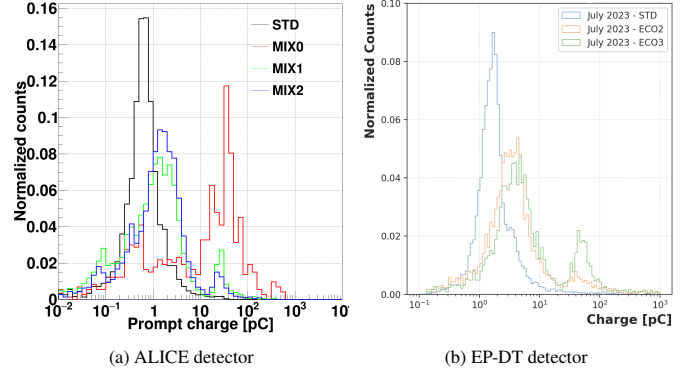 0.16
0.14
0.12
0.1
0.08
0.06
0.04
0.02
0
Normalized counts
STD
MIX0
MIX1
MIX2
10⁻² 10⁻¹ 1 10 10² 10³ 10
Prompt charge [pC]
(a) ALICE detector
0.10
0.08
0.06
0.04
0.02
0.00
Normalized Counts
July 2023 - STD
July 2023 - ECO2
July 2023 - ECO3
10⁻¹ 10⁰ 10¹ 10² 10³
Charge [pC]
(b) EP-DT detector